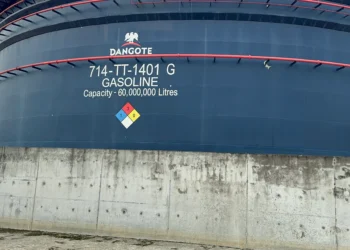 DANGOTE
714-TT-1401 G
GASOLINE
Capacity - 60,000,000 Litres